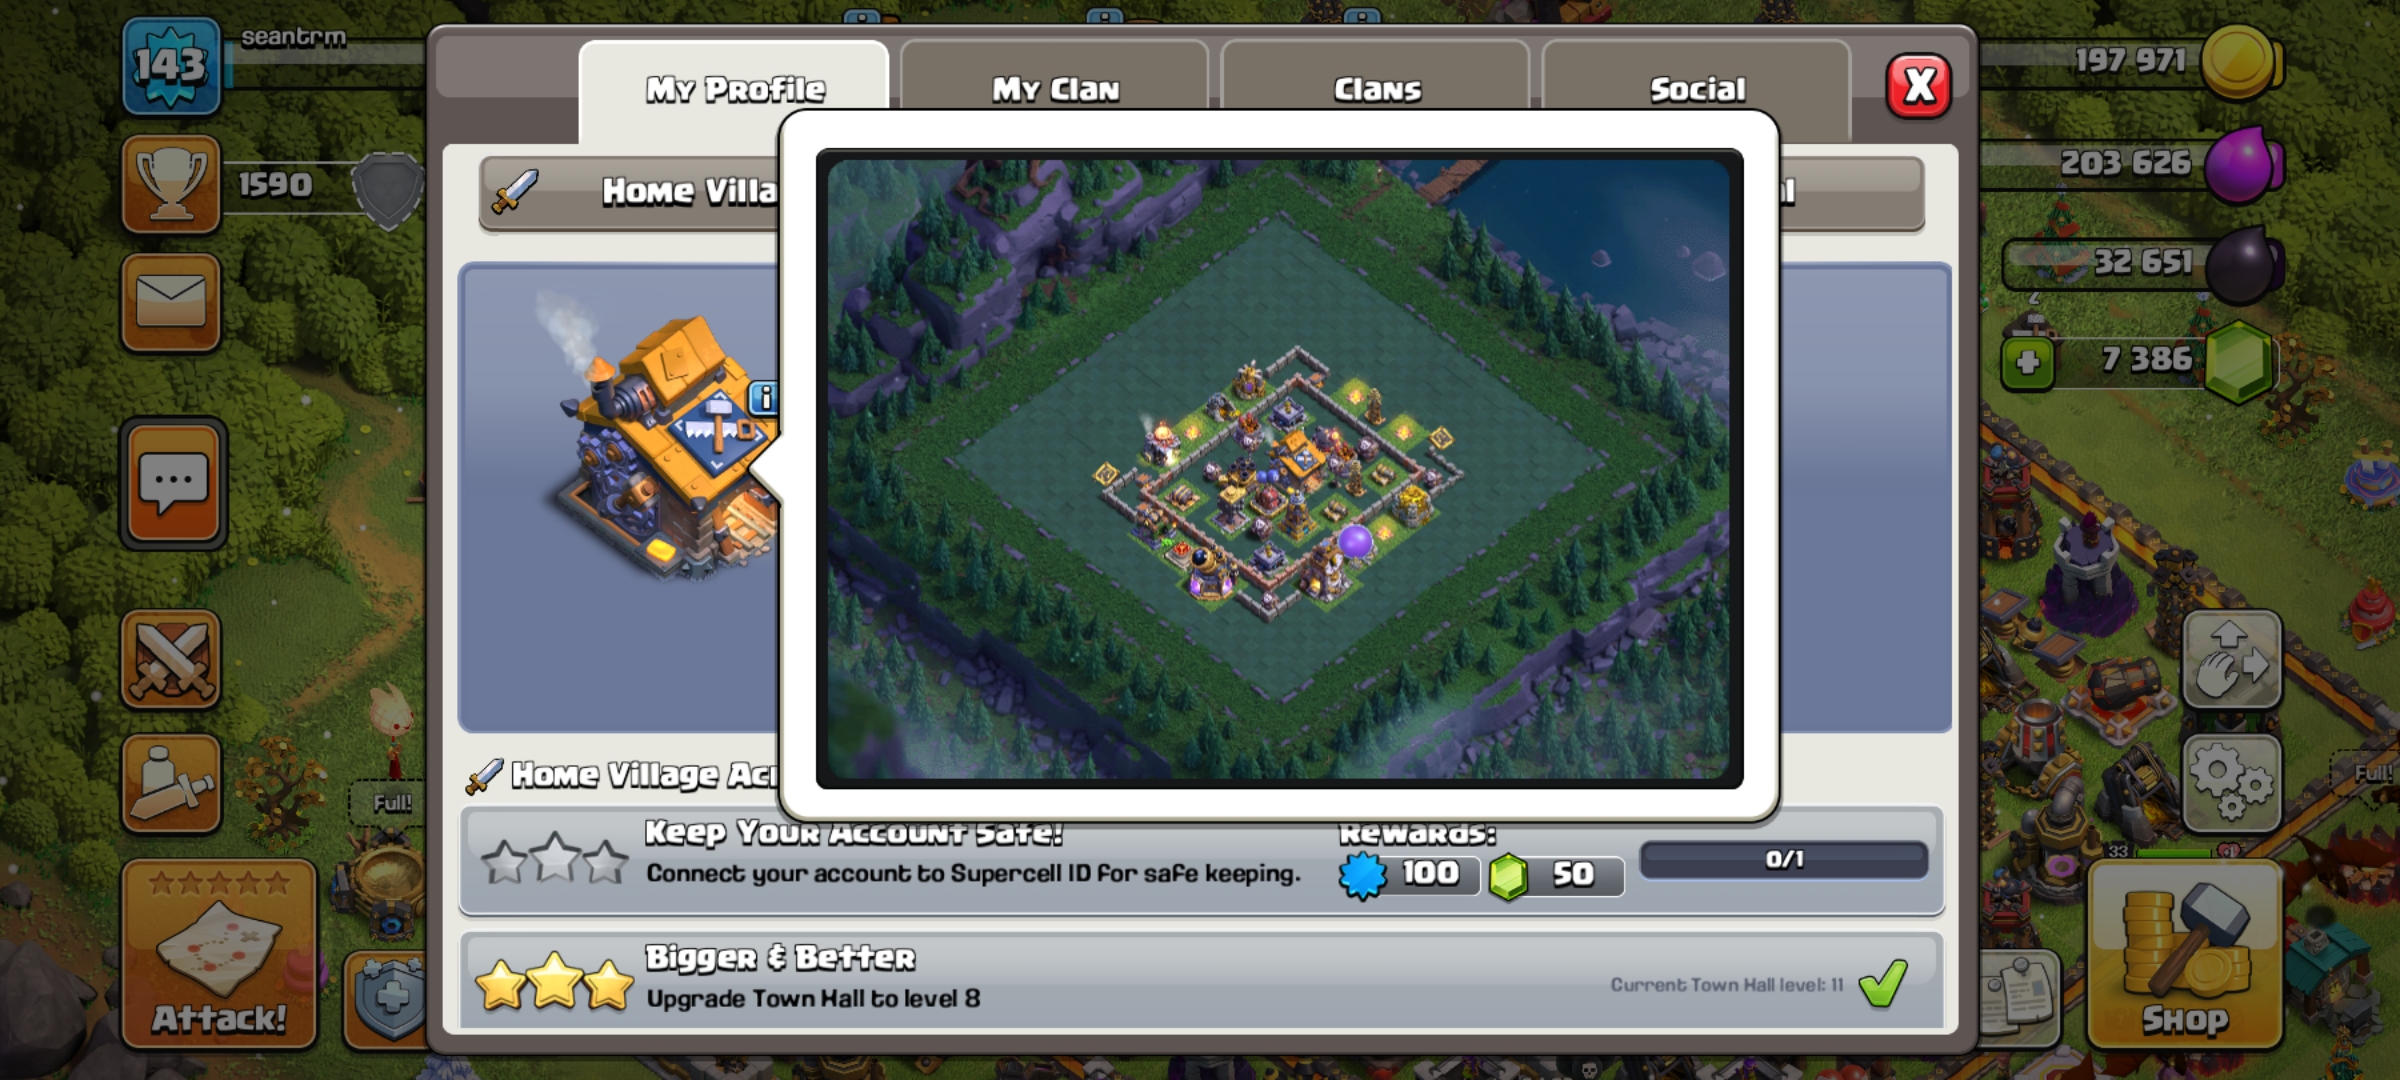 143
seantrm
My Profile
My Clan
Clans
Social
X
197 971
1590
Home Villa
l
203 626
32 651
2
7 386
Home Village Ac
Full!
Full!
Keep Your Account Safe!
Connect your account to Supercell ID for safe keeping.
Rewards:
100
50
0/1
33
Bigger & Better
Upgrade Town Hall to level 8
Current Town Hall level: 11
Attack!
Shop